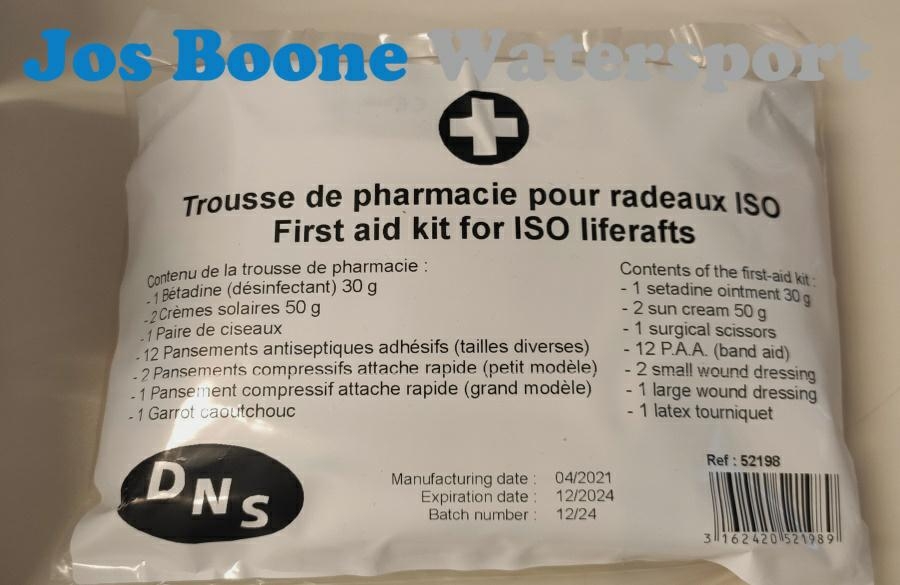 Jos Boone Watersport
Trousse de pharmacie pour radeaux ISO
First aid kit for ISO liferafts
Contenu de la trousse de pharmacie :
- 1 Bétadine (désinfectant) 30 g
- 2 Crèmes solaires 50 g
- 1 Paire de ciseaux
- 12 Pansements antiseptiques adhésifs (tailles diverses)
- 2 Pansements compressifs attache rapide (petit modèle)
- 1 Pansement compressif attache rapide (grand modèle)
- 1 Garrot caoutchouc
Contents of the first-aid kit :
- 1 setadine ointment 30 g
- 2 sun cream 50 g
- 1 surgical scissors
- 12 P.A.A. (band aid)
- 2 small wound dressing
- 1 large wound dressing
- 1 latex tourniquet
DNS
Manufacturing date : 04/2021
Expiration date : 12/2024
Batch number : 12/24
Ref : 52198
3 162420 521989